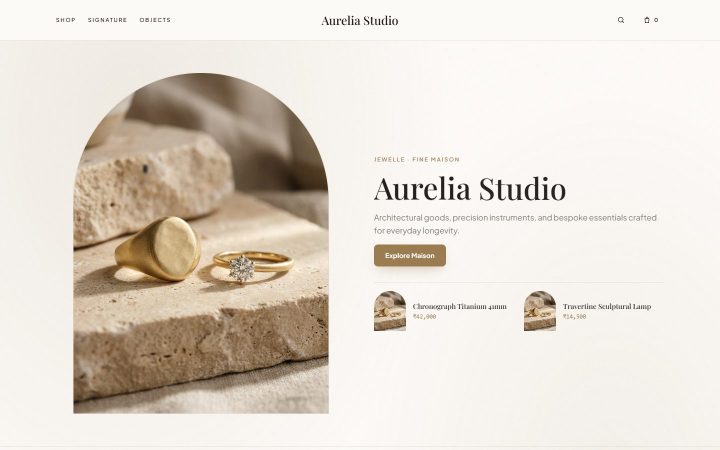 SHOP SIGNATURE OBJECTS
Aurelia Studio
0
JEWELLE · FINE MAISON
Aurelia Studio
Architectural goods, precision instruments, and bespoke essentials crafted
for everyday longevity.
Explore Maison
Chronograph Titanium 41mm
₹42,000
Travertine Sculptural Lamp
₹14,500